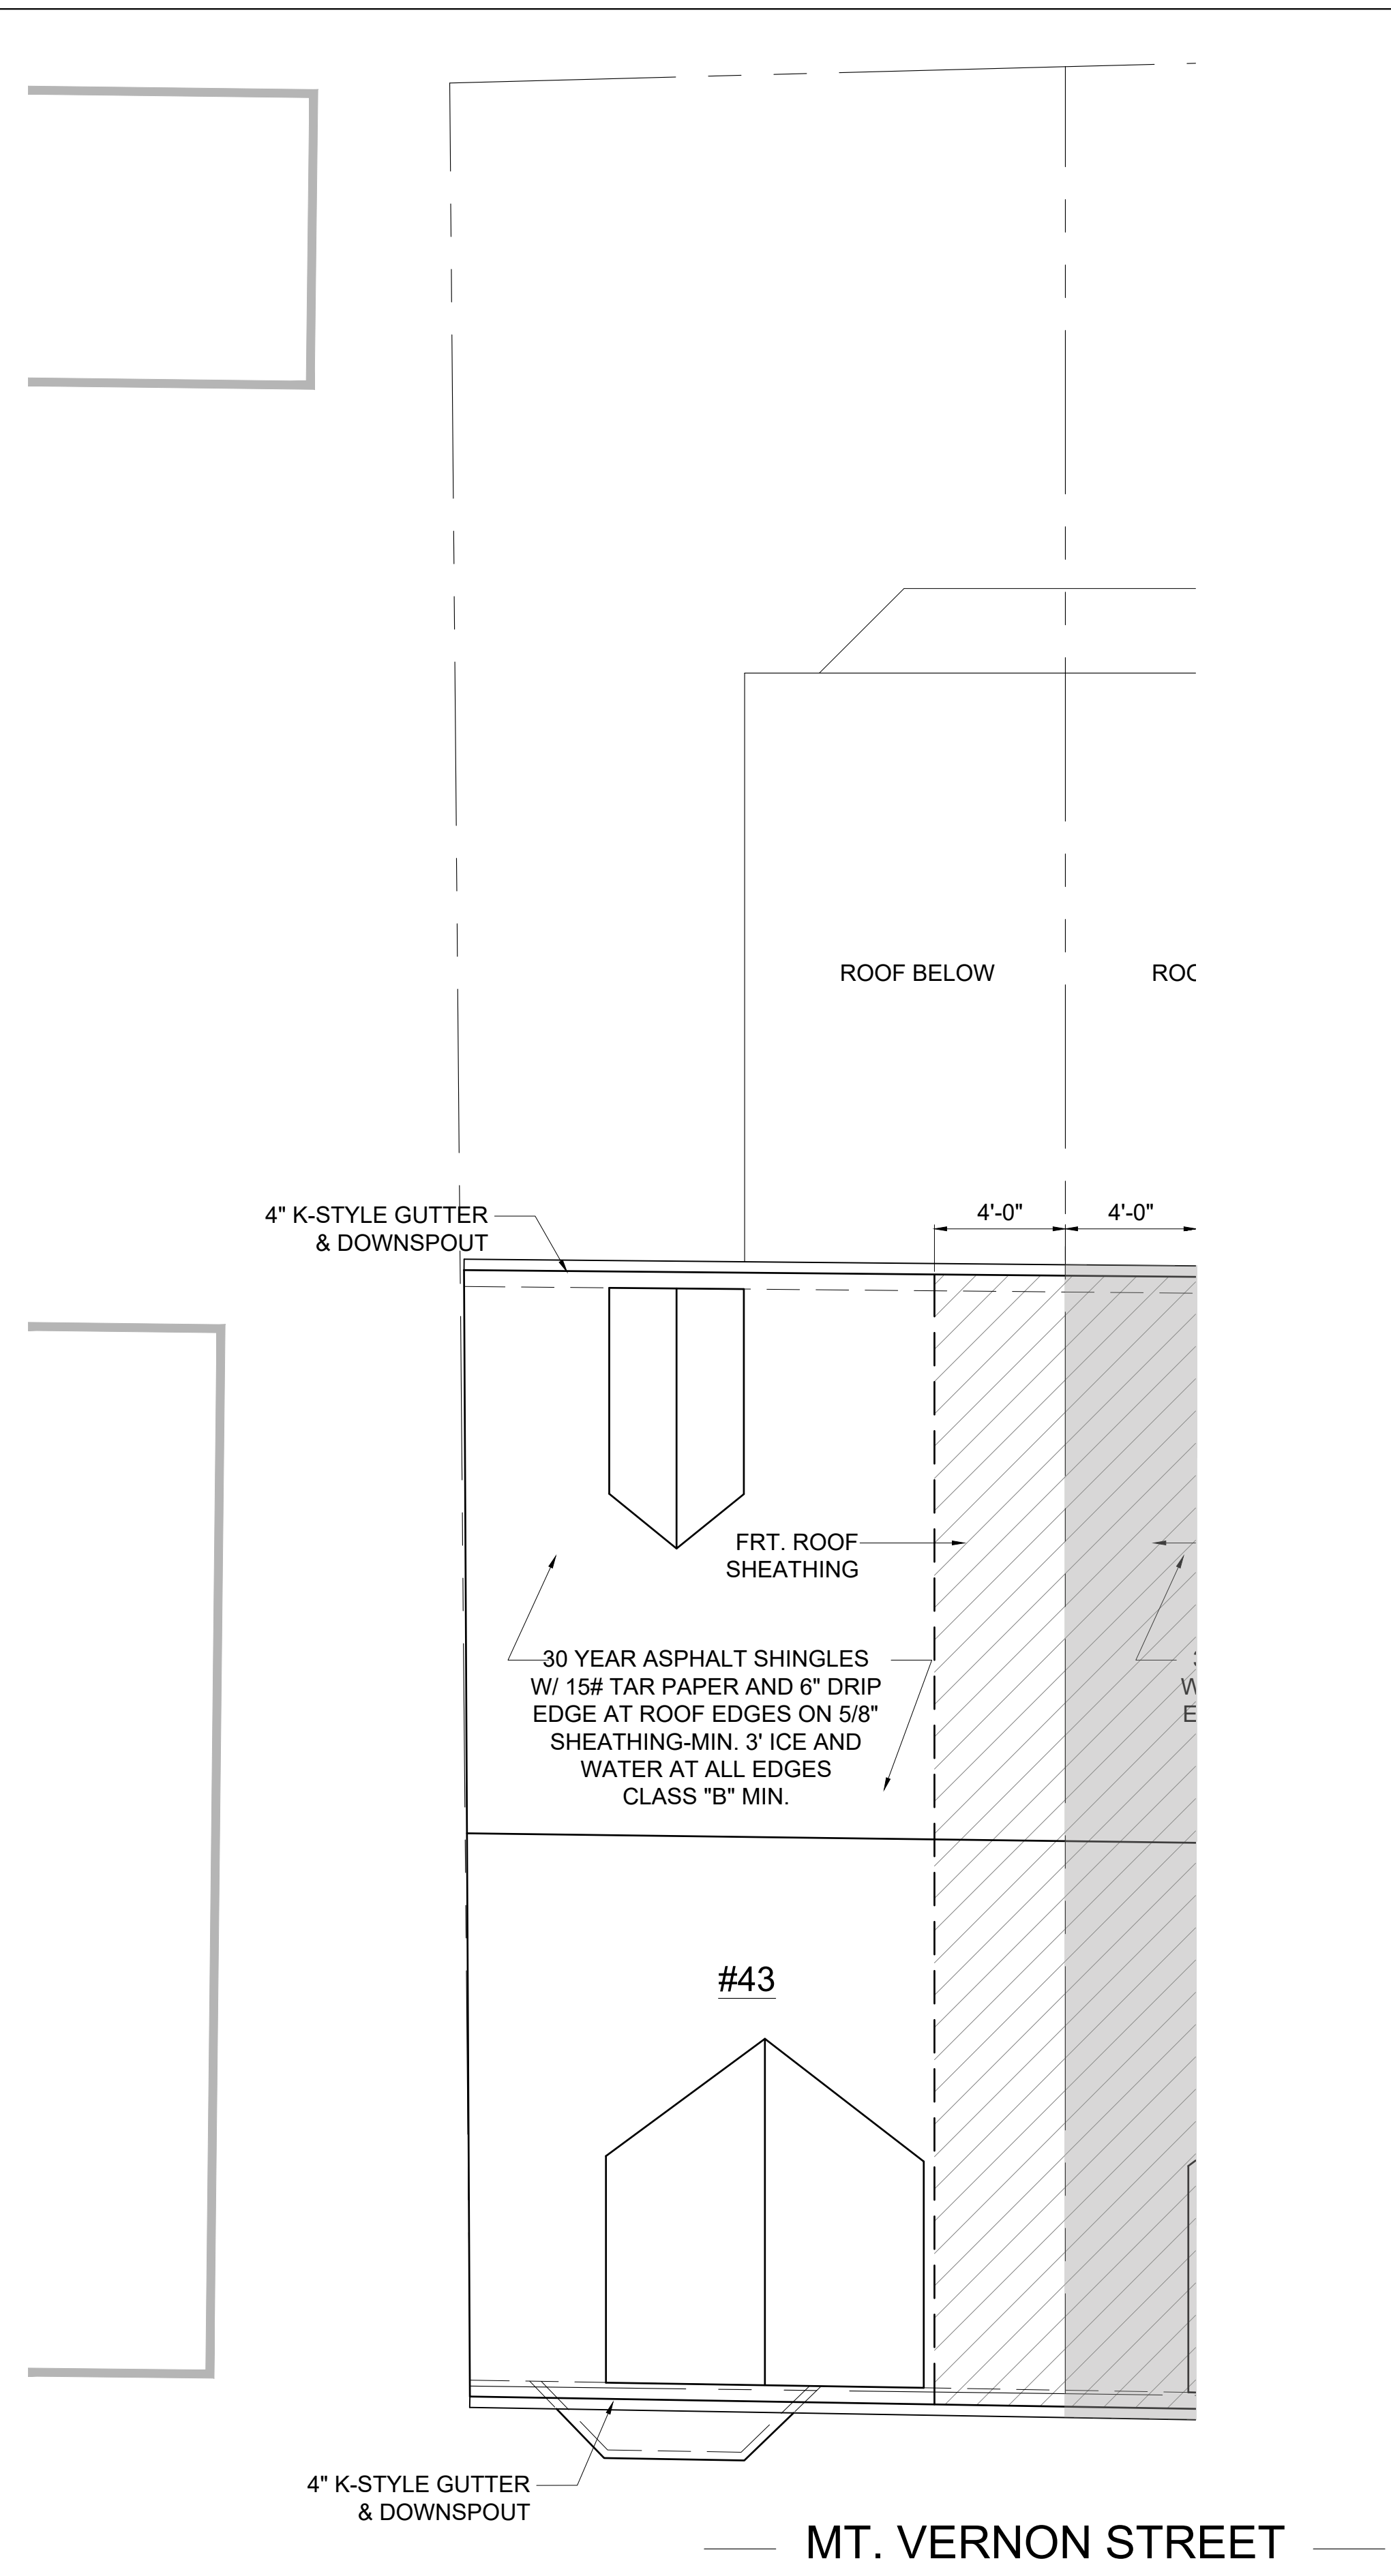 ROOF BELOW
4" K-STYLE GUTTER
& DOWNSPOUT
4'-0"
4'-0"
FRT. ROOF
SHEATHING
30 YEAR ASPHALT SHINGLES
W/ 15# TAR PAPER AND 6" DRIP
EDGE AT ROOF EDGES ON 5/8"
SHEATHING-MIN. 3' ICE AND
WATER AT ALL EDGES
CLASS "B" MIN.
#43
4" K-STYLE GUTTER
& DOWNSPOUT
MT. VERNON STREET